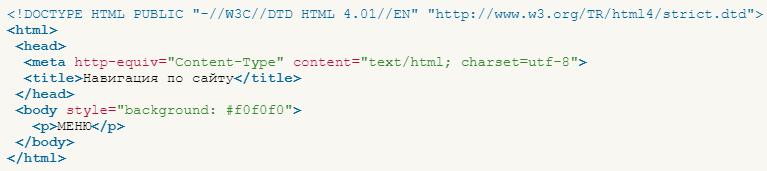 <!DOCTYPE HTML PUBLIC "-//W3C//DTD HTML 4.01//EN" "http://www.w3.org/TR/html4/strict.dtd">
<html>
<head>
<meta http-equiv="Content-Type" content="text/html; charset=utf-8">
<title>Навигация по сайту</title>
</head>
<body style="background: #f0f0f0">
<p>МЕНЮ</p>
</body>
</html>